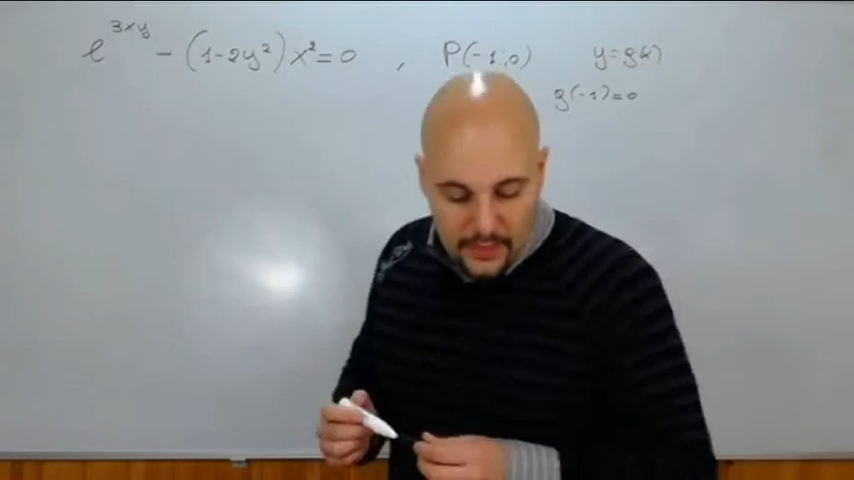 e^{3xy} - (1-2y²)x²=0 , P(-1;0) y=g(x)
g(-1)=0